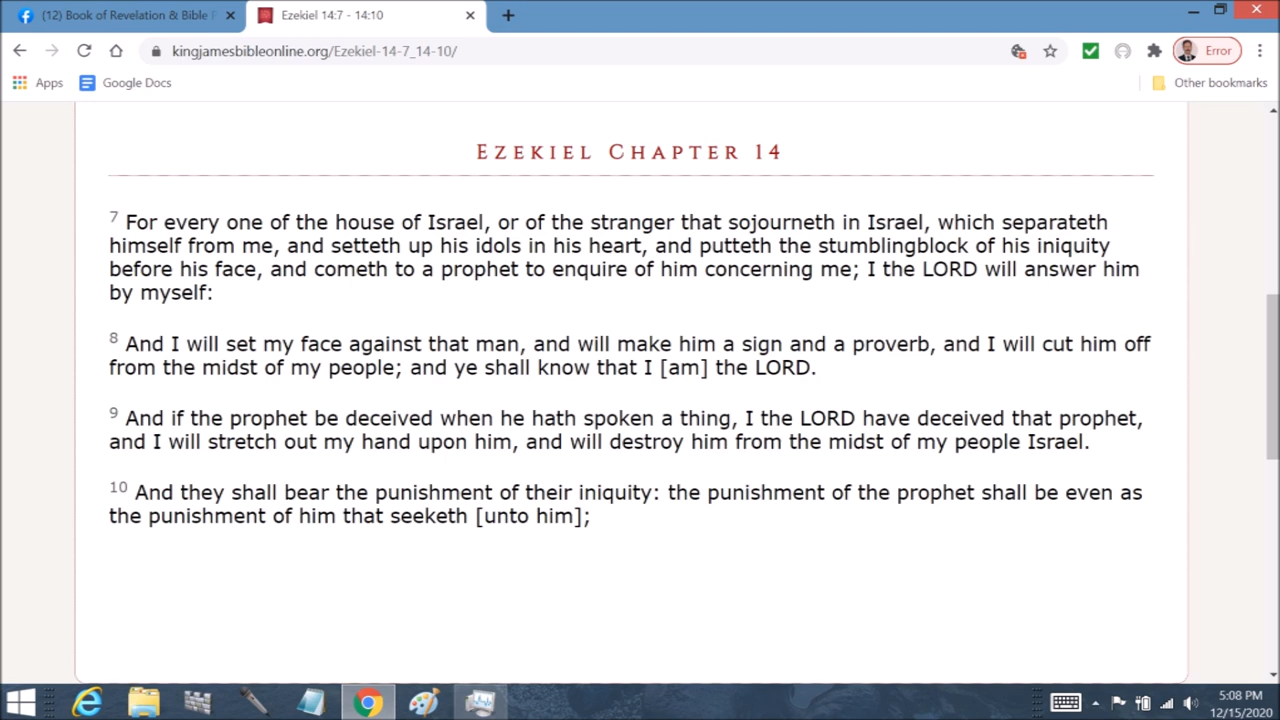 (12) Book of Revelation & Bible P
Ezekiel 14:7 - 14:10
kingjamesbibleonline.org/Ezekiel-14-7_14-10/
Error
Apps
Google Docs
Other bookmarks
Ezekiel Chapter 14
7 For every one of the house of Israel, or of the stranger that sojourneth in Israel, which separateth
himself from me, and setteth up his idols in his heart, and putteth the stumblingblock of his iniquity
before his face, and cometh to a prophet to enquire of him concerning me; I the LORD will answer him
by myself:
8 And I will set my face against that man, and will make him a sign and a proverb, and I will cut him off
from the midst of my people; and ye shall know that I [am] the LORD.
9 And if the prophet be deceived when he hath spoken a thing, I the LORD have deceived that prophet,
and I will stretch out my hand upon him, and will destroy him from the midst of my people Israel.
10 And they shall bear the punishment of their iniquity: the punishment of the prophet shall be even as
the punishment of him that seeketh [unto him];
5:08 PM
12/15/2020